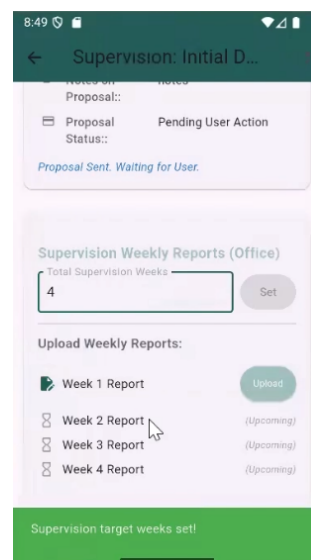 8:49
Supervision: Initial D...
Notes on notes
Proposal::
Proposal Pending User Action
Status::
Proposal Sent. Waiting for User.
Supervision Weekly Reports (Office)
Total Supervision Weeks
4 Set
Upload Weekly Reports:
Week 1 Report Upload
Week 2 Report (Upcoming)
Week 3 Report (Upcoming)
Week 4 Report (Upcoming)
Supervision target weeks set!